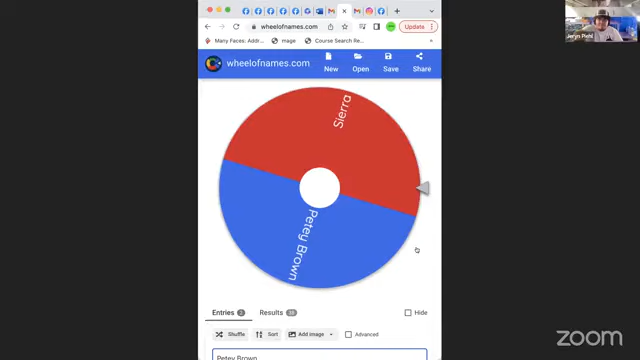 wheelofnames.com
Update
Many Faces: Addr...
mage
Course Search Re...
Jeryn Piehl
wheelofnames.com
New
Open
Save
Share
Sierra
Petey Brown
Entries 2
Results
Hide
Shuffle
Sort
Add image
Advanced
Petey Brown
zoom